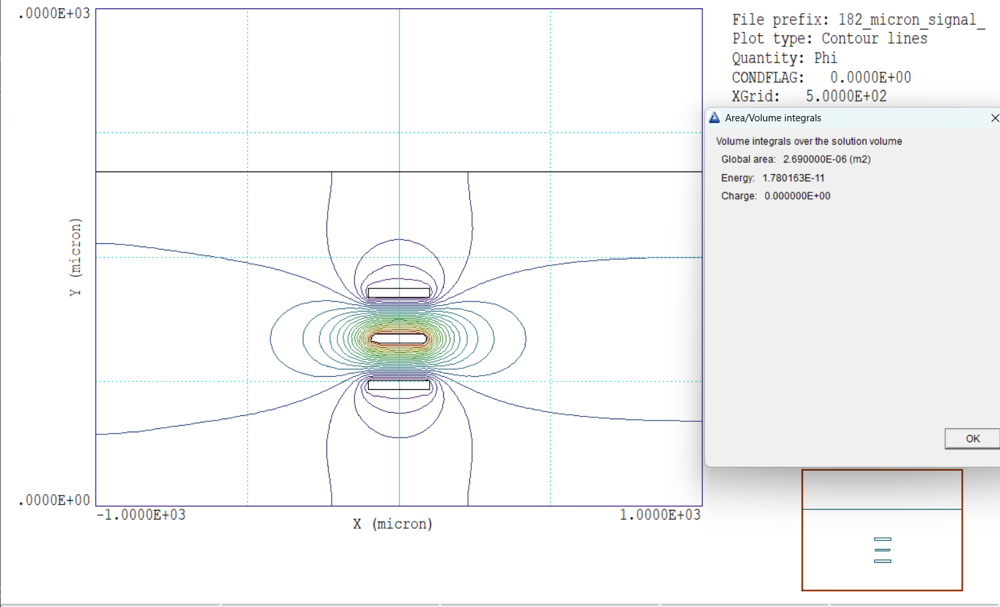 .0000E+03
File prefix: 182_micron_signal_
Plot type: Contour lines
Quantity: Phi
CONDFLAG: 0.0000E+00
XGrid: 5.0000E+02
Area/Volume integrals
Volume integrals over the solution volume
Global area: 2.690000E-06 (m2)
Energy: 1.780163E-11
Charge: 0.000000E+00
OK
Y (micron)
.0000E+00
-1.0000E+03
X (micron)
1.0000E+03